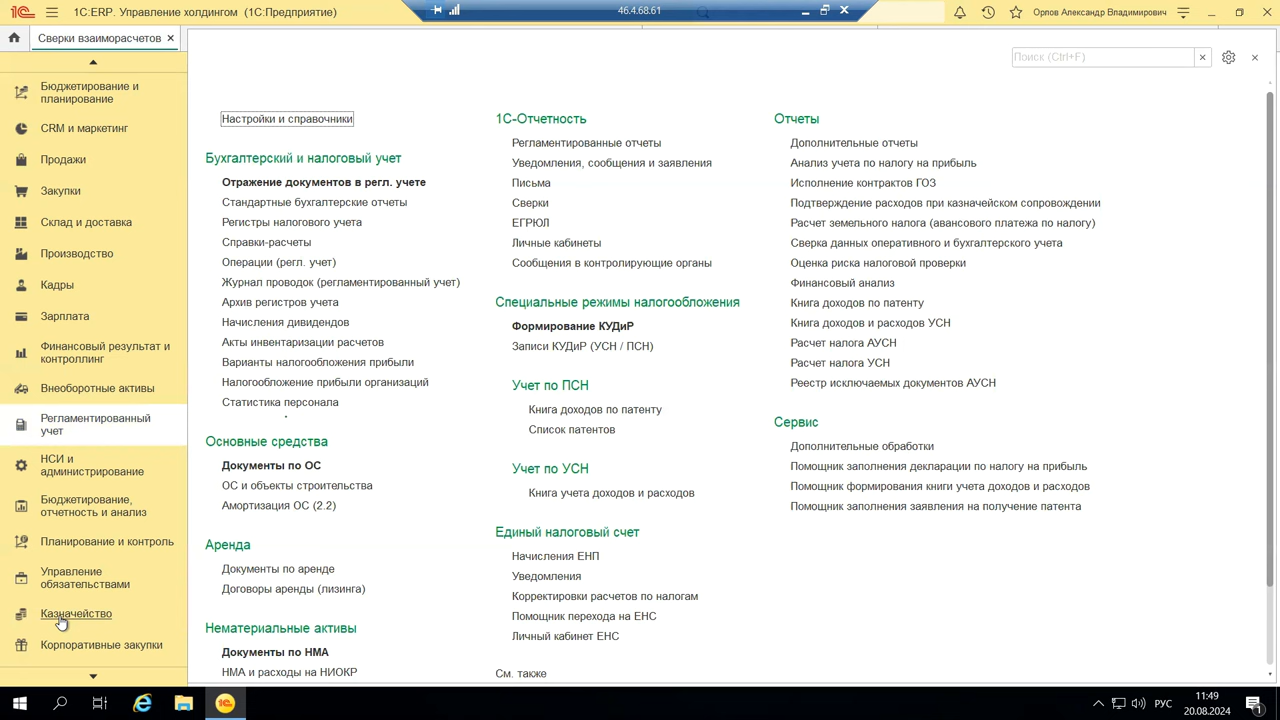 1С:ERP. Управление холдингом (1С:Предприятие)
46.4.68.61
Орлов Александр Владимирович
Сверки взаиморасчетов
Поиск (Ctrl+F)
Бюджетирование и
планирование
CRM и маркетинг
Продажи
Закупки
Склад и доставка
Производство
Кадры
Зарплата
Финансовый результат и
контроллинг
Внеоборотные активы
Регламентированный
учет
НСИ и
администрирование
Бюджетирование,
отчетность и анализ
Планирование и контроль
Управление
обязательствами
Казначейство
Корпоративные закупки
Настройки и справочники
Бухгалтерский и налоговый учет
Отражение документов в регл. учете
Стандартные бухгалтерские отчеты
Регистры налогового учета
Справки-расчеты
Операции (регл. учет)
Журнал проводок (регламентированный учет)
Архив регистров учета
Начисления дивидендов
Акты инвентаризации расчетов
Варианты налогообложения прибыли
Налогообложение прибыли организаций
Статистика персонала
Основные средства
Документы по ОС
ОС и объекты строительства
Амортизация ОС (2.2)
Аренда
Документы по аренде
Договоры аренды (лизинга)
Нематериальные активы
Документы по НМА
НМА и расходы на НИОКР
1С-Отчетность
Регламентированные отчеты
Уведомления, сообщения и заявления
Письма
Сверки
ЕГРЮЛ
Личные кабинеты
Сообщения в контролирующие органы
Специальные режимы налогообложения
Формирование КУДиР
Записи КУДиР (УСН / ПСН)
Учет по ПСН
Книга доходов по патенту
Список патентов
Учет по УСН
Книга учета доходов и расходов
Единый налоговый счет
Начисления ЕНП
Уведомления
Корректировки расчетов по налогам
Помощник перехода на ЕНС
Личный кабинет ЕНС
См. также
Отчеты
Дополнительные отчеты
Анализ учета по налогу на прибыль
Исполнение контрактов ГОЗ
Подтверждение расходов при казначейском сопровождении
Расчет земельного налога (авансового платежа по налогу)
Сверка данных оперативного и бухгалтерского учета
Оценка риска налоговой проверки
Финансовый анализ
Книга доходов по патенту
Книга доходов и расходов УСН
Расчет налога АУСН
Расчет налога УСН
Реестр исключаемых документов АУСН
Сервис
Дополнительные обработки
Помощник заполнения декларации по налогу на прибыль
Помощник формирования книги учета доходов и расходов
Помощник заполнения заявления на получение патента
РУС
11:49
20.08.2024
1